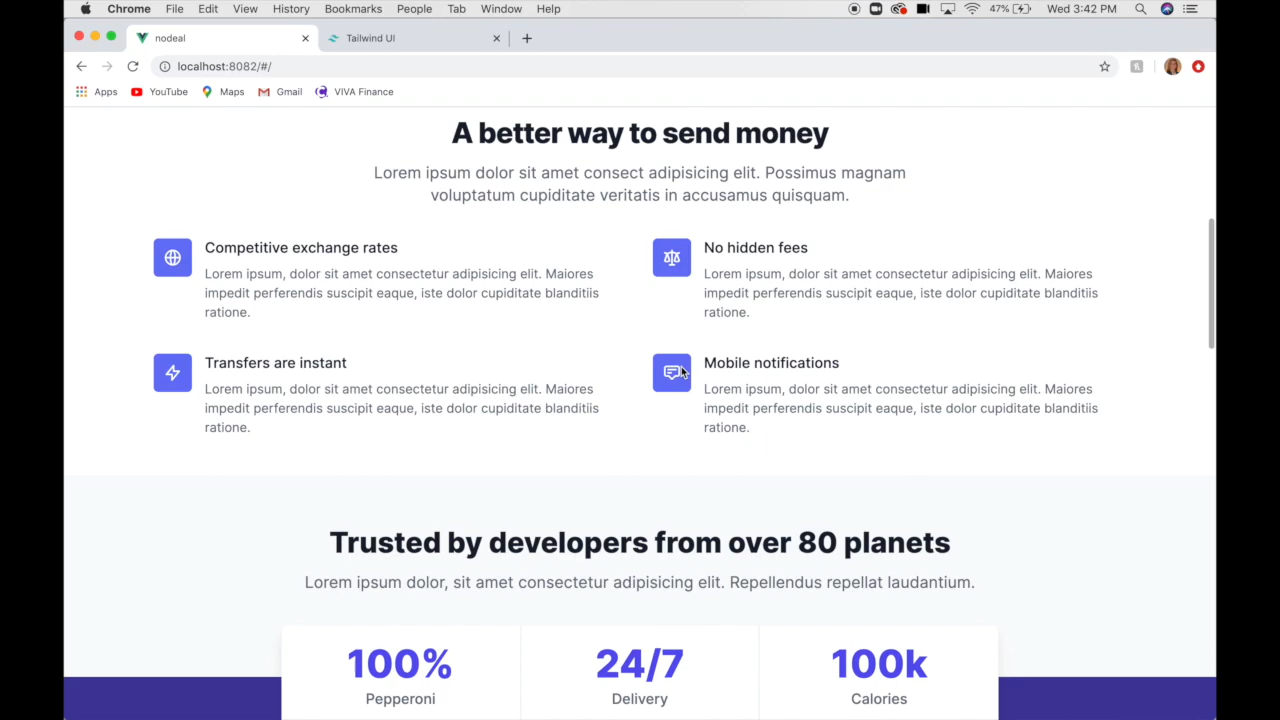 Chrome File Edit View History Bookmarks People Tab Window Help 47% Wed 3:42 PM
nodeal Tailwind UI
localhost:8082/#/
Apps YouTube Maps Gmail VIVA Finance
A better way to send money
Lorem ipsum dolor sit amet consect adipisicing elit. Possimus magnam
voluptatum cupiditate veritatis in accusamus quisquam.
Competitive exchange rates
Lorem ipsum, dolor sit amet consectetur adipisicing elit. Maiores
impedit perferendis suscipit eaque, iste dolor cupiditate blanditiis
ratione.
No hidden fees
Lorem ipsum, dolor sit amet consectetur adipisicing elit. Maiores
impedit perferendis suscipit eaque, iste dolor cupiditate blanditiis
ratione.
Transfers are instant
Lorem ipsum, dolor sit amet consectetur adipisicing elit. Maiores
impedit perferendis suscipit eaque, iste dolor cupiditate blanditiis
ratione.
Mobile notifications
Lorem ipsum, dolor sit amet consectetur adipisicing elit. Maiores
impedit perferendis suscipit eaque, iste dolor cupiditate blanditiis
ratione.
Trusted by developers from over 80 planets
Lorem ipsum dolor, sit amet consectetur adipisicing elit. Repellendus repellat laudantium.
100%
Pepperoni
24/7
Delivery
100k
Calories